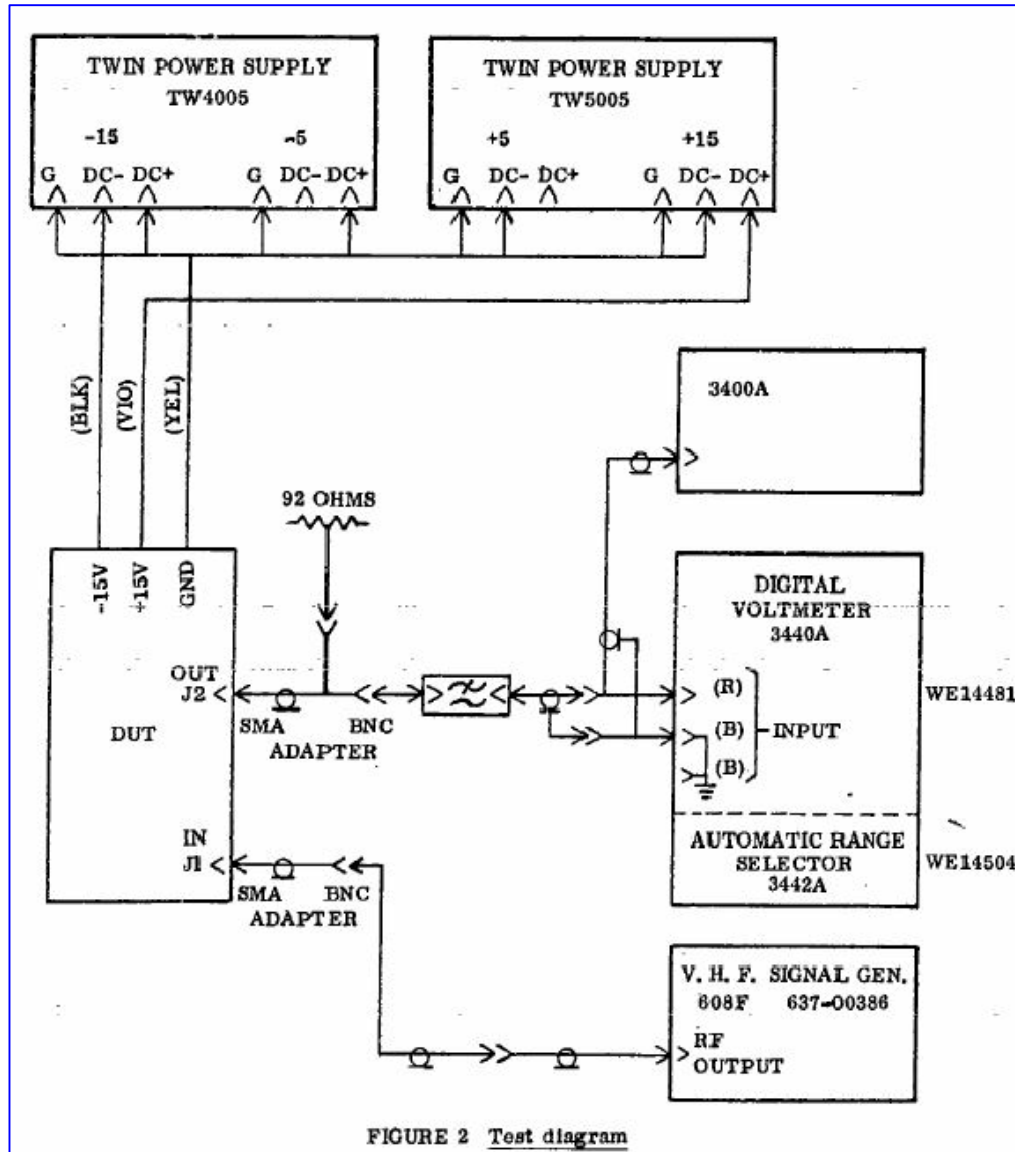 TWIN POWER SUPPLY
TW4005
-15 -5
G DC- DC+ G DC- DC+
TWIN POWER SUPPLY
TW5005
+5 +15
G DC- DC+ G DC- DC+
(BLK)
(VIO)
(YEL)
3400A
92 OHMS
-15V
+15V
GND
OUT
J2
DUT
SMA BNC
ADAPTER
DIGITAL
VOLTMETER
3440A
(R)
(B) INPUT
(B)
WE14481
AUTOMATIC RANGE
SELECTOR
3442A
WE14504
IN
J1
SMA BNC
ADAPTER
V. H. F. SIGNAL GEN.
608F 637-00386
RF
OUTPUT
FIGURE 2 Test diagram